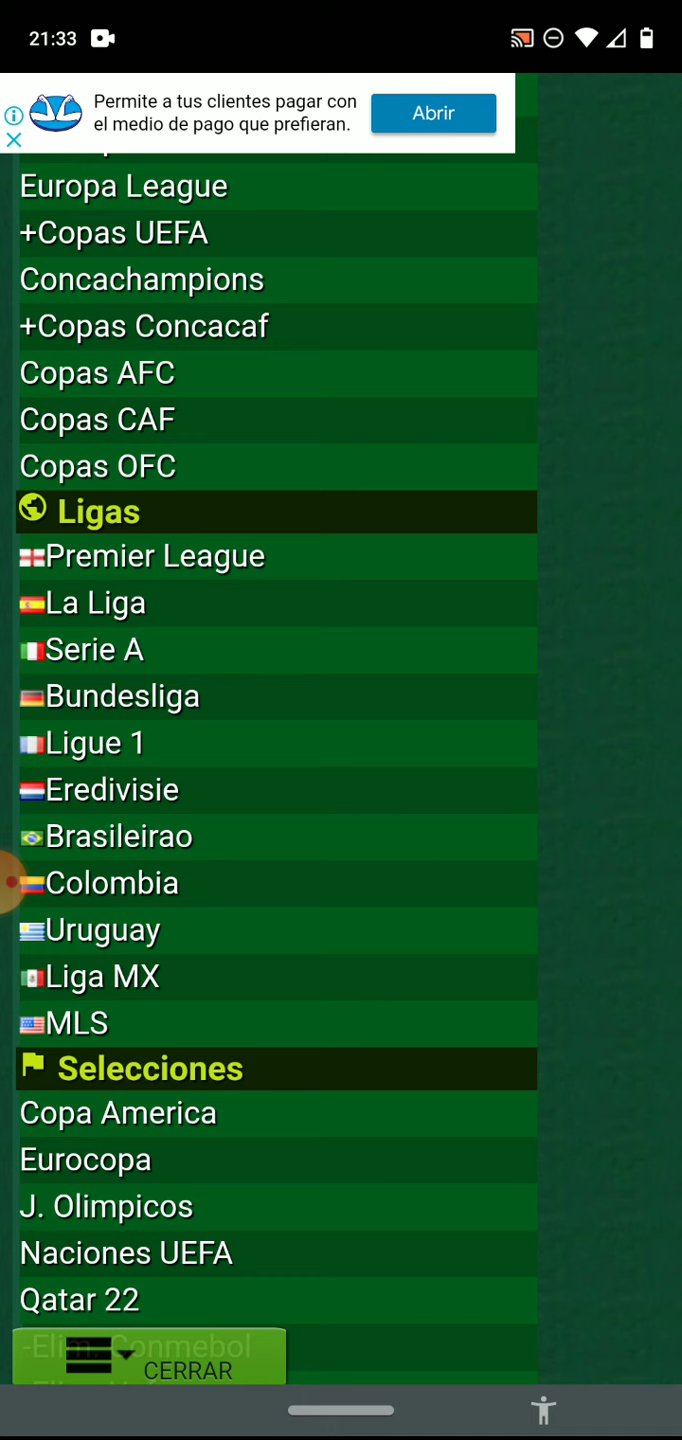 21:33
Permite a tus clientes pagar con
el medio de pago que prefieran.
Abrir
Europa League
+Copas UEFA
Concachampions
+Copas Concacaf
Copas AFC
Copas CAF
Copas OFC
Ligas
Premier League
La Liga
Serie A
Bundesliga
Ligue 1
Eredivisie
Brasileirao
Colombia
Uruguay
Liga MX
MLS
Selecciones
Copa America
Eurocopa
J. Olimpicos
Naciones UEFA
Qatar 22
-Elim. Conmebol
CERRAR